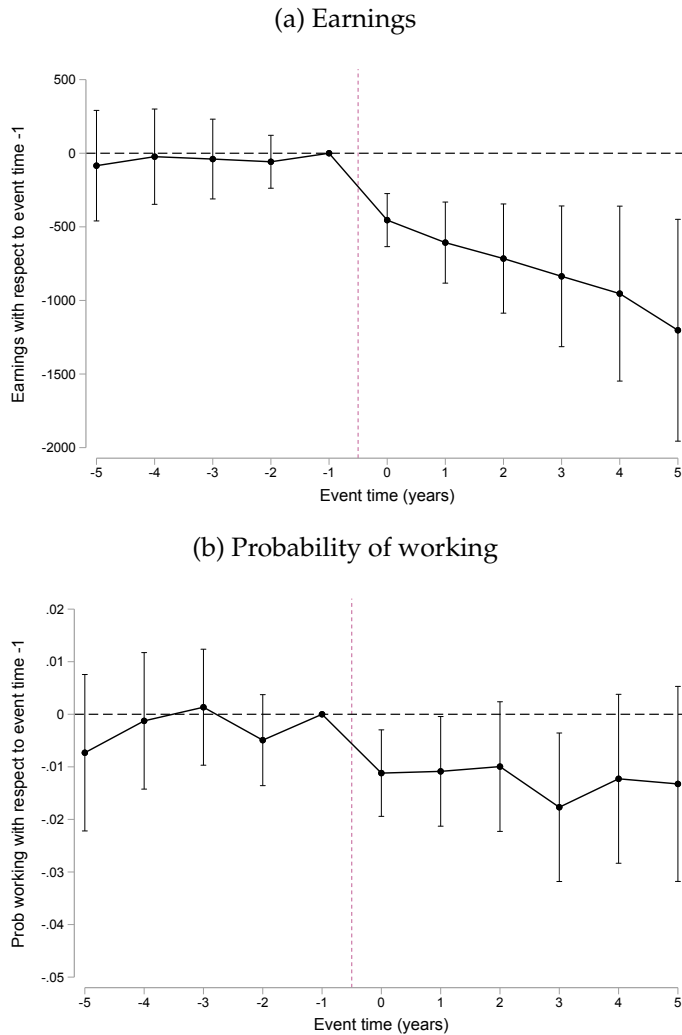 (a) Earnings
500
0
-500
-1000
-1500
-2000
Earnings with respect to event time -1
-5 -4 -3 -2 -1 0 1 2 3 4 5
Event time (years)
(b) Probability of working
.02
.01
0
-.01
-.02
-.03
-.04
-.05
Prob working with respect to event time -1
-5 -4 -3 -2 -1 0 1 2 3 4 5
Event time (years)